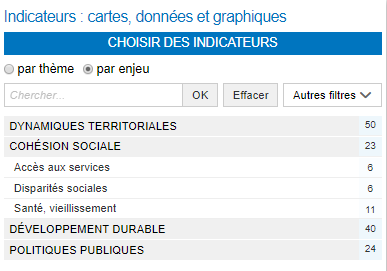 Indicateurs : cartes, données et graphiques
CHOISIR DES INDICATEURS
par thème par enjeu
Chercher... OK Effacer Autres filtres
DYNAMIQUES TERRITORIALES 50
COHÉSION SOCIALE 23
Accès aux services 6
Disparités sociales 6
Santé, vieillissement 11
DÉVELOPPEMENT DURABLE 40
POLITIQUES PUBLIQUES 24